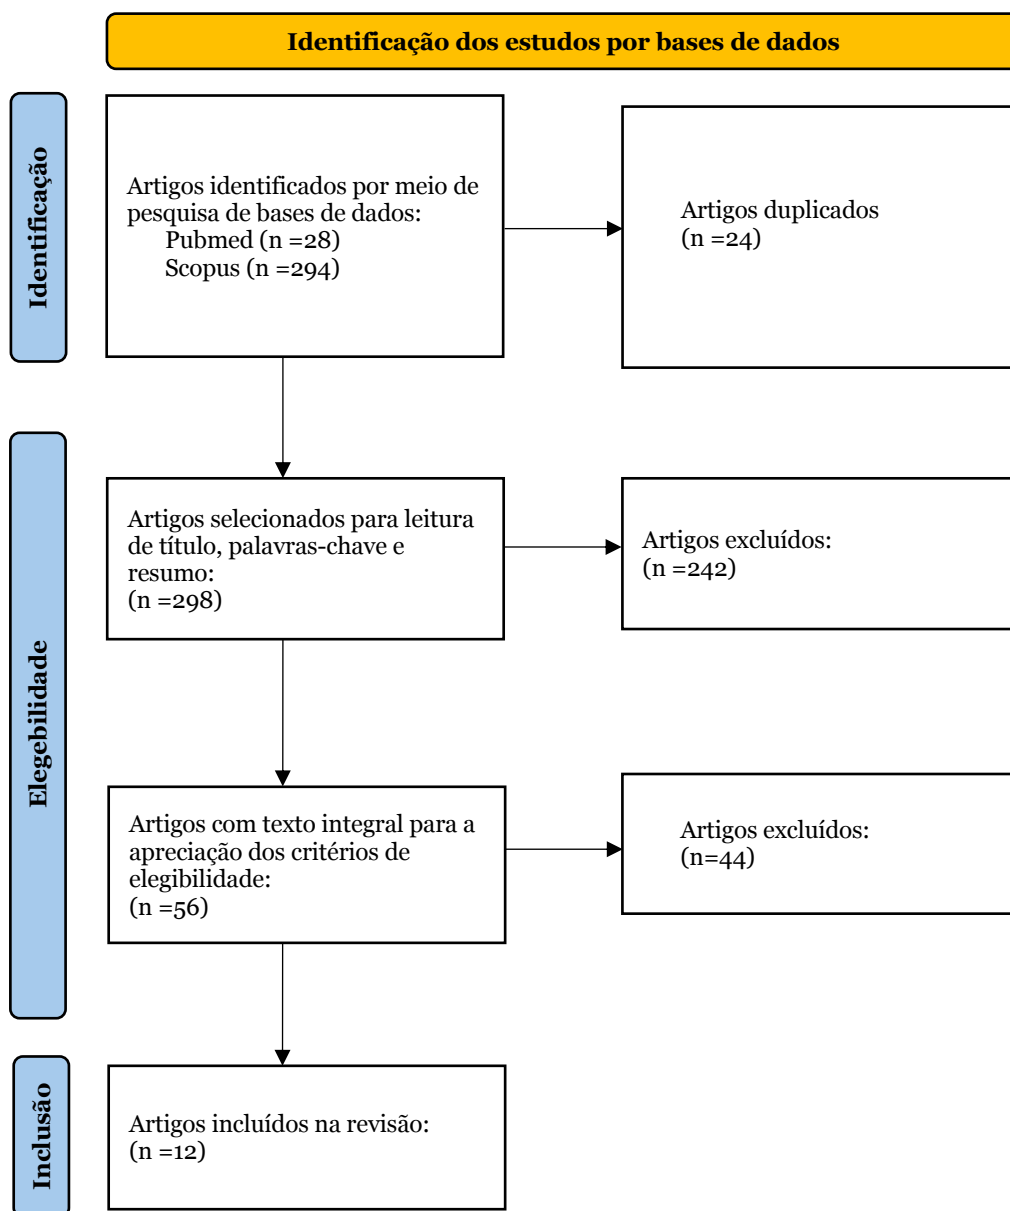 Identificação dos estudos por bases de dados
Identificação
Artigos identificados por meio de
pesquisa de bases de dados:
Pubmed (n =28)
Scopus (n =294)
Artigos duplicados
(n =24)
Elegebilidade
Artigos selecionados para leitura
de título, palavras-chave e
resumo:
(n =298)
Artigos excluídos:
(n =242)
Artigos com texto integral para a
apreciação dos critérios de
elegibilidade:
(n =56)
Artigos excluídos:
(n=44)
Inclusão
Artigos incluídos na revisão:
(n =12)